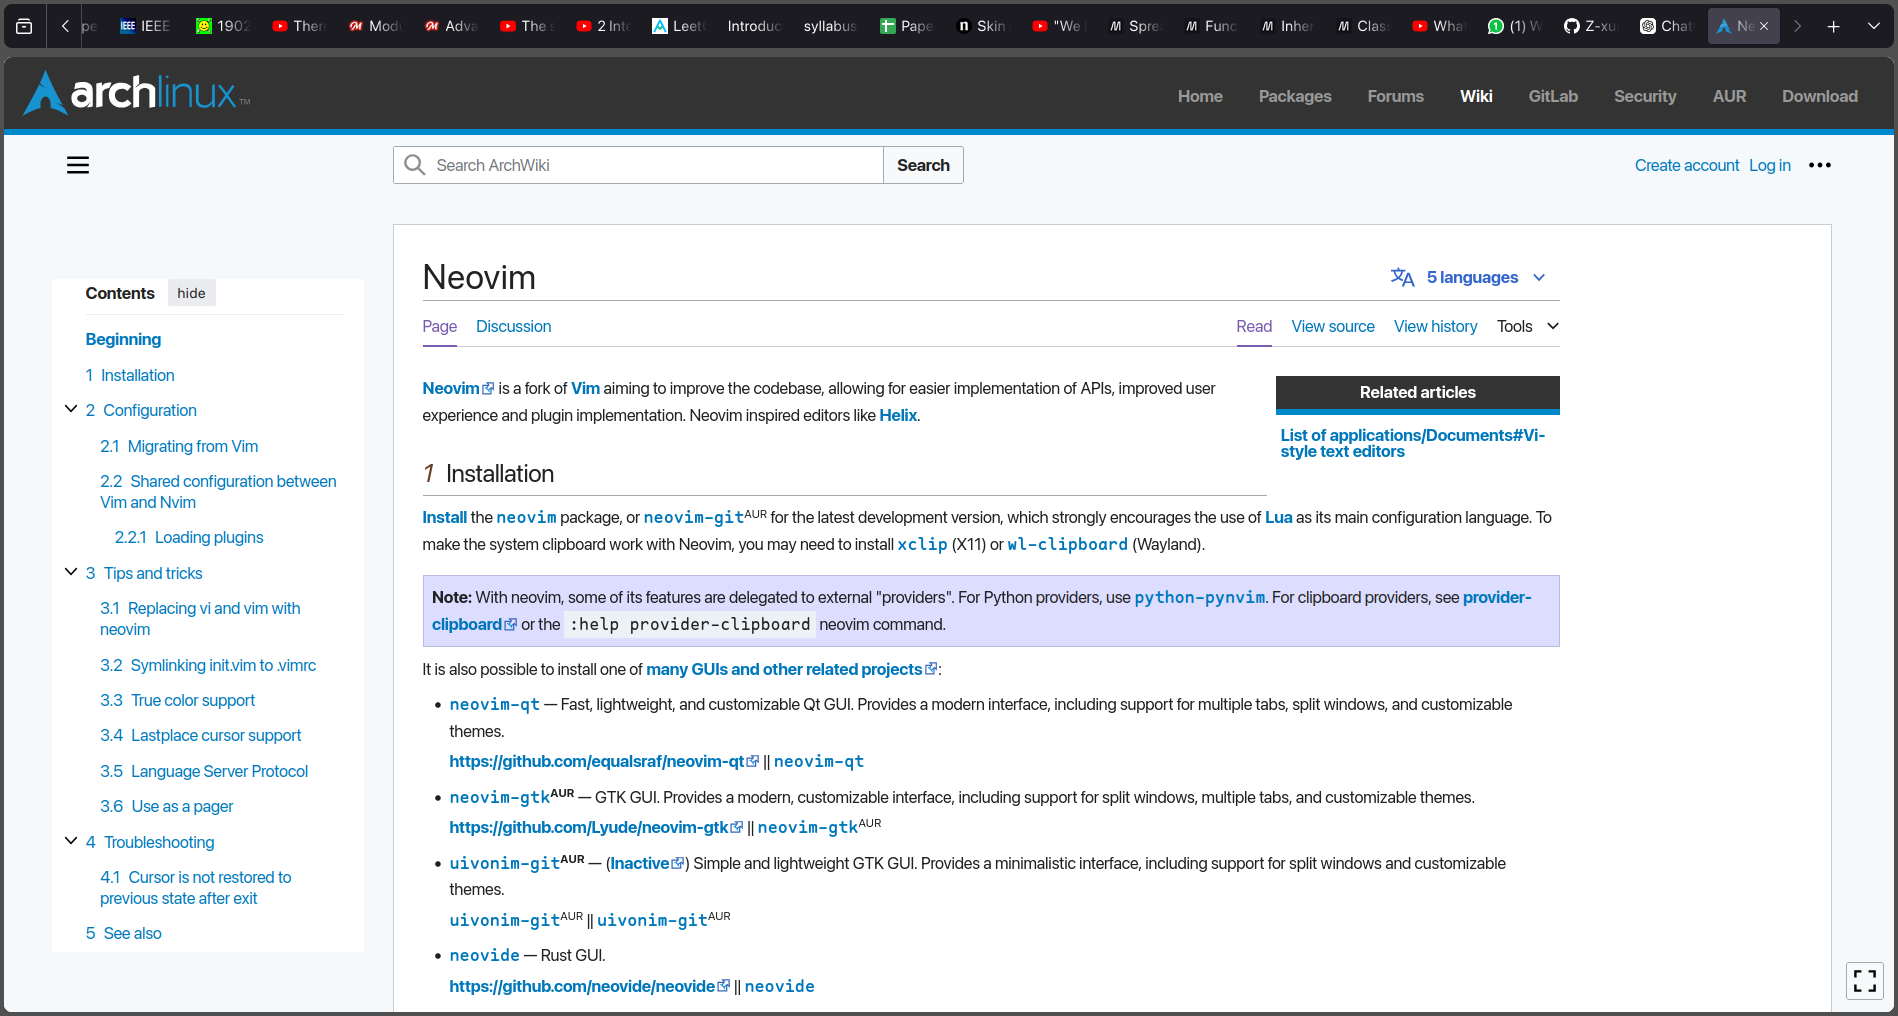 IEEE 1902 Ther Modu Adva The s 2 Inte Leet Introduc syllabus Pape Skin "We Spre Func Inher Class What (1) W Z-xu Chat Ne
archlinux™
Home Packages Forums Wiki GitLab Security AUR Download
Search ArchWiki Search Create account Log in
Contents hide
Beginning
1 Installation
2 Configuration
2.1 Migrating from Vim
2.2 Shared configuration between
Vim and Nvim
2.2.1 Loading plugins
3 Tips and tricks
3.1 Replacing vi and vim with
neovim
3.2 Symlinking init.vim to .vimrc
3.3 True color support
3.4 Lastplace cursor support
3.5 Language Server Protocol
3.6 Use as a pager
4 Troubleshooting
4.1 Cursor is not restored to
previous state after exit
5 See also
Neovim
5 languages
Page Discussion Read View source View history Tools
Neovim is a fork of Vim aiming to improve the codebase, allowing for easier implementation of APIs, improved user
experience and plugin implementation. Neovim inspired editors like Helix.
Related articles
List of applications/Documents#Vi-
style text editors
1 Installation
Install the neovim package, or neovim-gitAUR for the latest development version, which strongly encourages the use of Lua as its main configuration language. To
make the system clipboard work with Neovim, you may need to install xclip (X11) or wl-clipboard (Wayland).
Note: With neovim, some of its features are delegated to external "providers". For Python providers, use python-pynvim. For clipboard providers, see provider-
clipboard or the :help provider-clipboard neovim command.
It is also possible to install one of many GUIs and other related projects:
• neovim-qt — Fast, lightweight, and customizable Qt GUI. Provides a modern interface, including support for multiple tabs, split windows, and customizable
themes.
https://github.com/equalsraf/neovim-qt || neovim-qt
• neovim-gtkAUR — GTK GUI. Provides a modern, customizable interface, including support for split windows, multiple tabs, and customizable themes.
https://github.com/Lyude/neovim-gtk || neovim-gtkAUR
• uivonim-gitAUR — (Inactive) Simple and lightweight GTK GUI. Provides a minimalistic interface, including support for split windows and customizable
themes.
uivonim-gitAUR || uivonim-gitAUR
• neovide — Rust GUI.
https://github.com/neovide/neovide || neovide